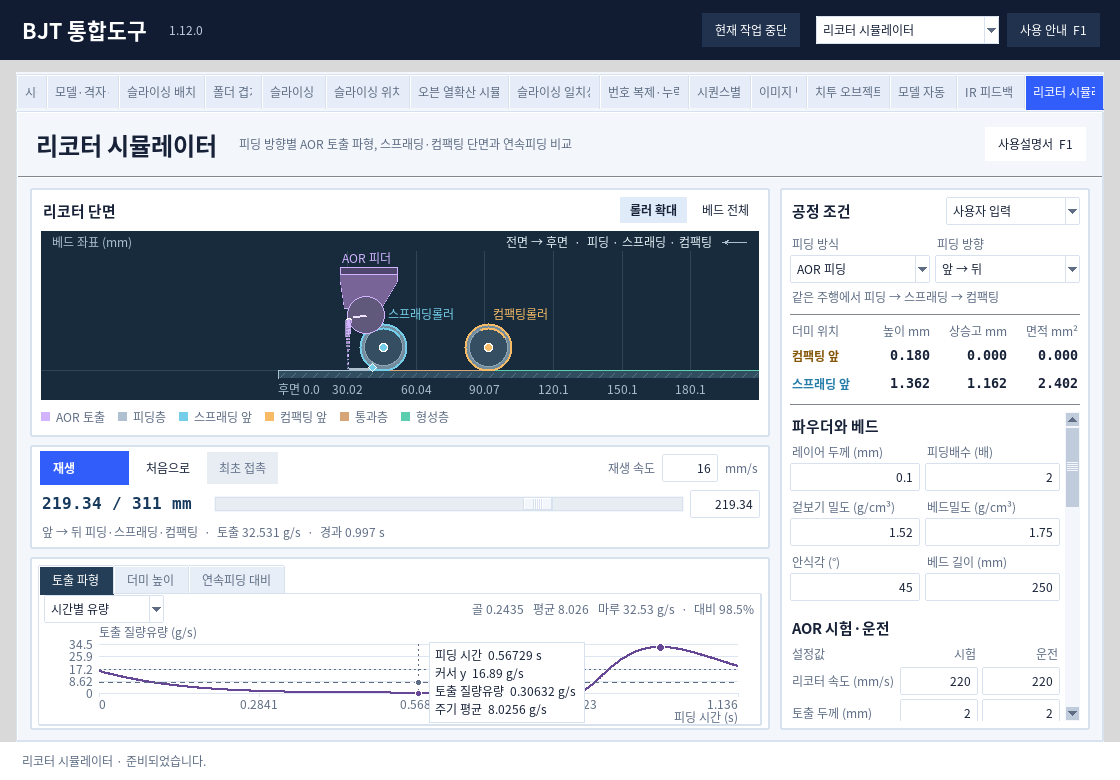 BJT 통합도구 1.12.0 현재 작업 중단 리코터 시뮬레이터 사용 안내 F1
시 모델·격자 슬라이싱 배치 폴더 겹 슬라이싱 슬라이싱 위치 오븐 열확산 시뮬 슬라이싱 일치 번호 복제·누락 시퀀스별 이미지 치투 오브젝트 모델 자동 IR 피드백 리코터 시뮬레
리코터 시뮬레이터 피딩 방향별 AOR 토출 파형, 스프래딩·컴팩팅 단면과 연속피딩 비교 사용설명서 F1
리코터 단면 롤러 확대 베드 전체
베드 좌표 (mm) 전면 → 후면 · 피딩 · 스프래딩 · 컴팩팅 ←
AOR 피더
스프래딩롤러 컴팩팅롤러
후면 0.0 30.02 60.04 90.07 120.1 150.1 180.1
AOR 토출 피딩층 스프래딩 앞 컴팩팅 앞 통과층 형성층
재생 처음으로 최초 접촉 재생 속도 16 mm/s
219.34 / 311 mm 219.34
앞 → 뒤 피딩·스프래딩·컴팩팅 · 토출 32.531 g/s · 경과 0.997 s
토출 파형 더미 높이 연속피딩 대비
시간별 유량 골 0.2435 평균 8.026 마루 32.53 g/s · 대비 98.5%
토출 질량유량 (g/s)
34.5
25.9
17.2
8.62
0
0 0.2841 0.568 23 1.136
피딩 시간 (s)
피딩 시간 0.56729 s
커서 y 16.89 g/s
토출 질량유량 0.30632 g/s
주기 평균 8.0256 g/s
공정 조건 사용자 입력
피딩 방식 피딩 방향
AOR 피딩 앞 → 뒤
같은 주행에서 피딩 → 스프래딩 → 컴팩팅
더미 위치 높이 mm 상승고 mm 면적 mm²
컴팩팅 앞 0.180 0.000 0.000
스프래딩 앞 1.362 1.162 2.402
파우더와 베드
레이어 두께 (mm) 피딩배수 (배)
0.1 2
겉보기 밀도 (g/cm³) 베드밀도 (g/cm³)
1.52 1.75
안식각 (°) 베드 길이 (mm)
45 250
AOR 시험·운전
설정값 시험 운전
리코터 속도 (mm/s) 220 220
토출 두께 (mm) 2 2
리코터 시뮬레이터 · 준비되었습니다.